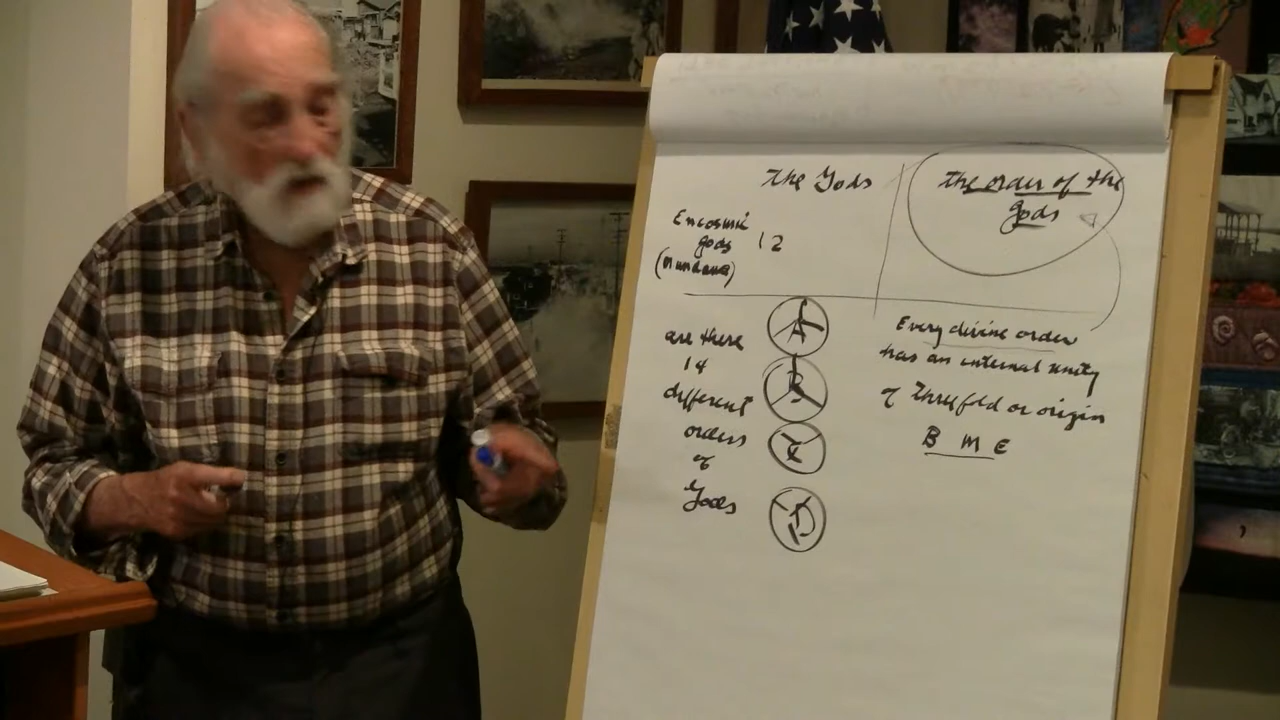 the Gods
the order of the
gods
Encosmic
gods 12
(mundane)
are there
14
different
orders
of
Gods
A
B
C
D
Every divine order
has an internal unity
of threefold or origin
B M E